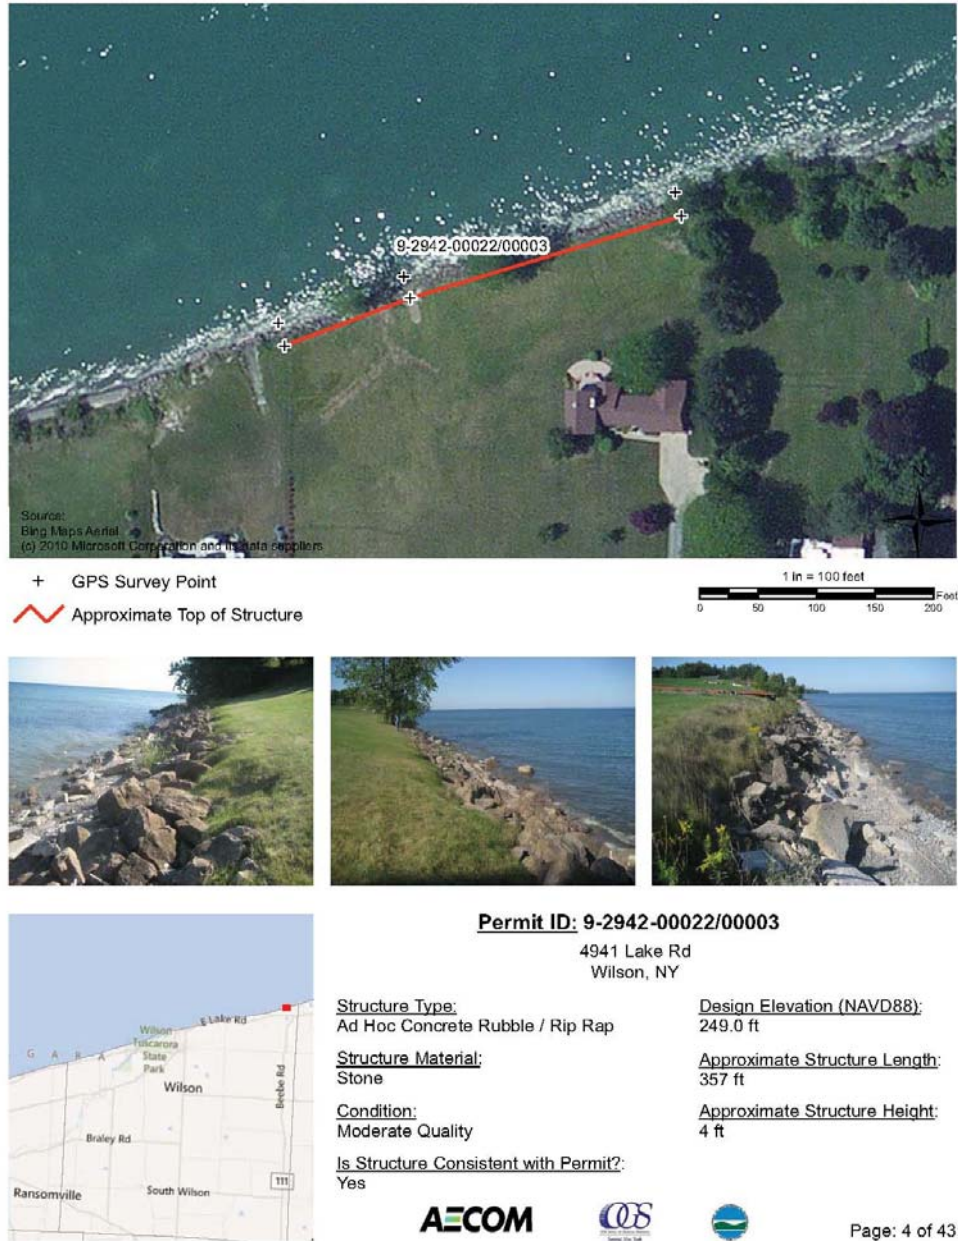 9-2942-00022/00003
N
Source:
Bing Maps Aerial
(c) 2010 Microsoft Corporation and its data suppliers
+ GPS Survey Point
Approximate Top of Structure
1 in = 100 feet
Feet
0 50 100 150 200
Permit ID: 9-2942-00022/00003
4941 Lake Rd
Wilson, NY
Structure Type:
Ad Hoc Concrete Rubble / Rip Rap
Structure Material:
Stone
Condition:
Moderate Quality
Is Structure Consistent with Permit?:
Yes
Design Elevation (NAVD88):
249.0 ft
Approximate Structure Length:
357 ft
Approximate Structure Height:
4 ft
E Lake Rd
Wilson
Tuscarora
State
Park
G A R A
Wilson
Beebe Rd
Braley Rd
111
Ransomville
South Wilson
AECOM
OGS
Page: 4 of 43